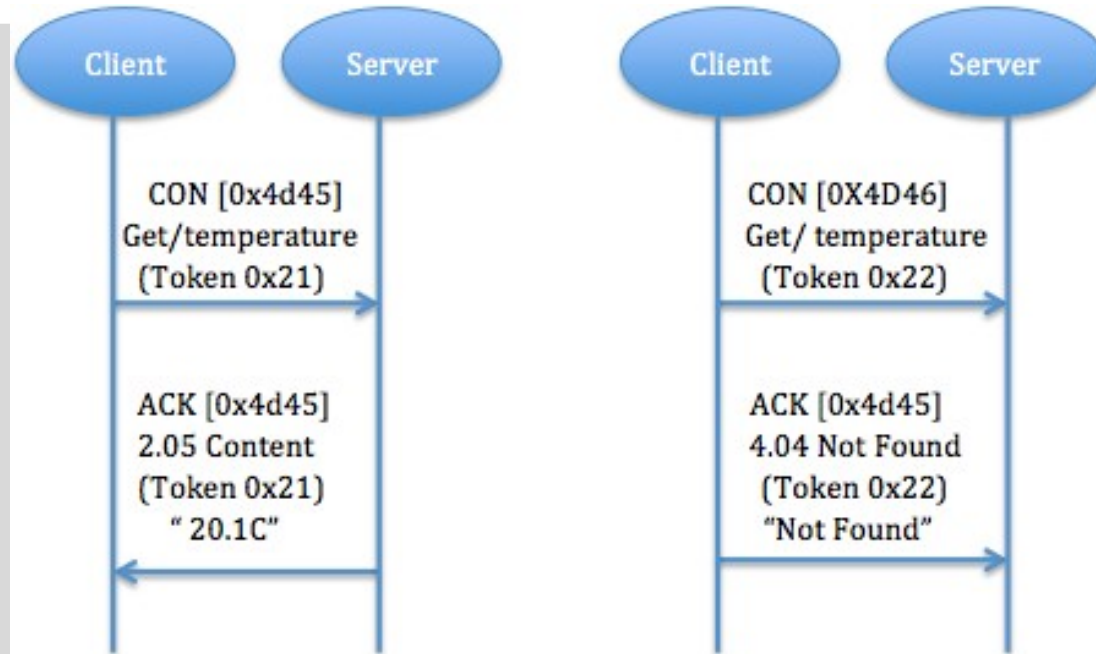 Client
Server
CON [0x4d45]
Get/temperature
(Token 0x21)
ACK [0x4d45]
2.05 Content
(Token 0x21)
“ 20.1C”
Client
Server
CON [0X4D46]
Get/ temperature
(Token 0x22)
ACK [0x4d45]
4.04 Not Found
(Token 0x22)
“Not Found”